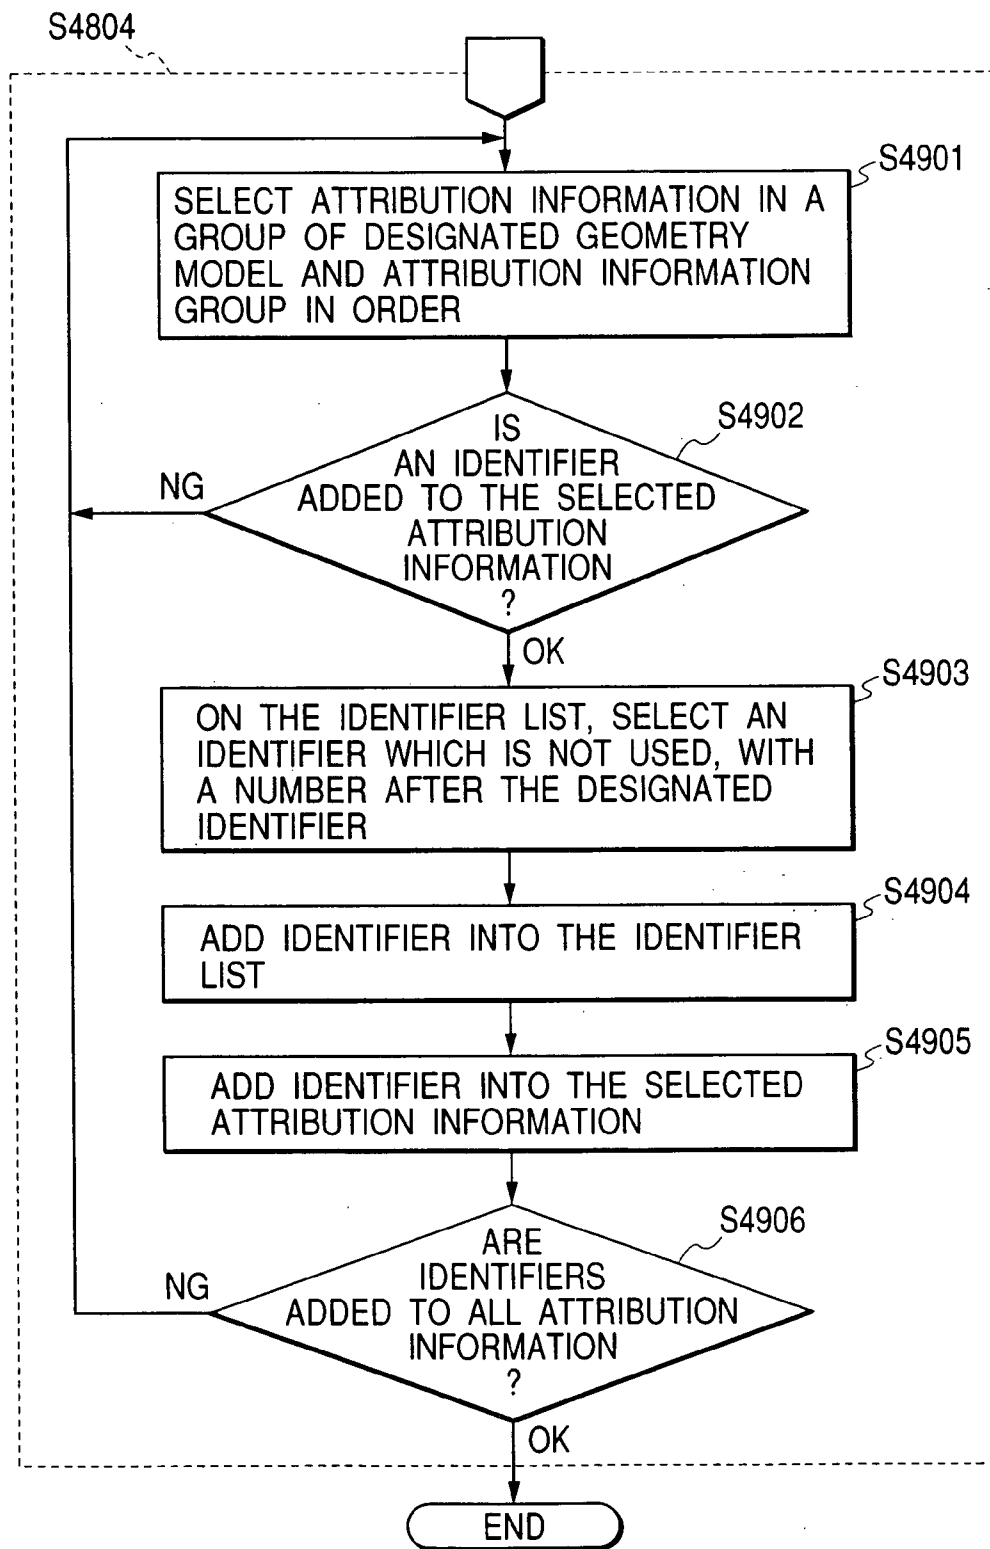 S4804
S4901
SELECT ATTRIBUTION INFORMATION IN A
GROUP OF DESIGNATED GEOMETRY
MODEL AND ATTRIBUTION INFORMATION
GROUP IN ORDER
S4902
IS
AN IDENTIFIER
ADDED TO THE SELECTED
ATTRIBUTION
INFORMATION
?
NG
OK
S4903
ON THE IDENTIFIER LIST, SELECT AN
IDENTIFIER WHICH IS NOT USED, WITH
A NUMBER AFTER THE DESIGNATED
IDENTIFIER
S4904
ADD IDENTIFIER INTO THE IDENTIFIER
LIST
S4905
ADD IDENTIFIER INTO THE SELECTED
ATTRIBUTION INFORMATION
S4906
ARE
IDENTIFIERS
ADDED TO ALL ATTRIBUTION
INFORMATION
?
NG
OK
END